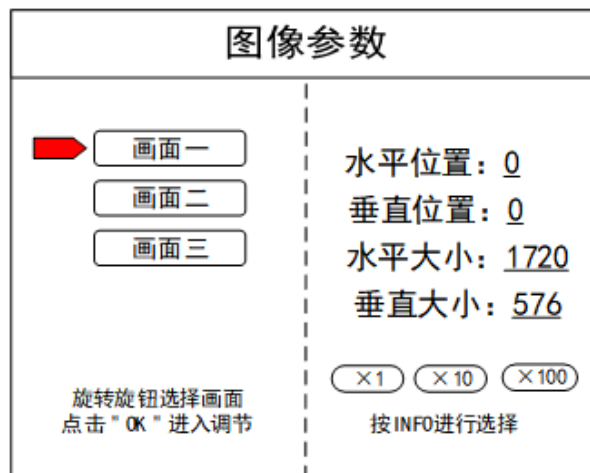 图像参数
画面一
画面二
画面三
旋转旋钮选择画面
点击"OK"进入调节
水平位置：0
垂直位置：0
水平大小：1720
垂直大小：576
×1 ×10 ×100
按INFO进行选择